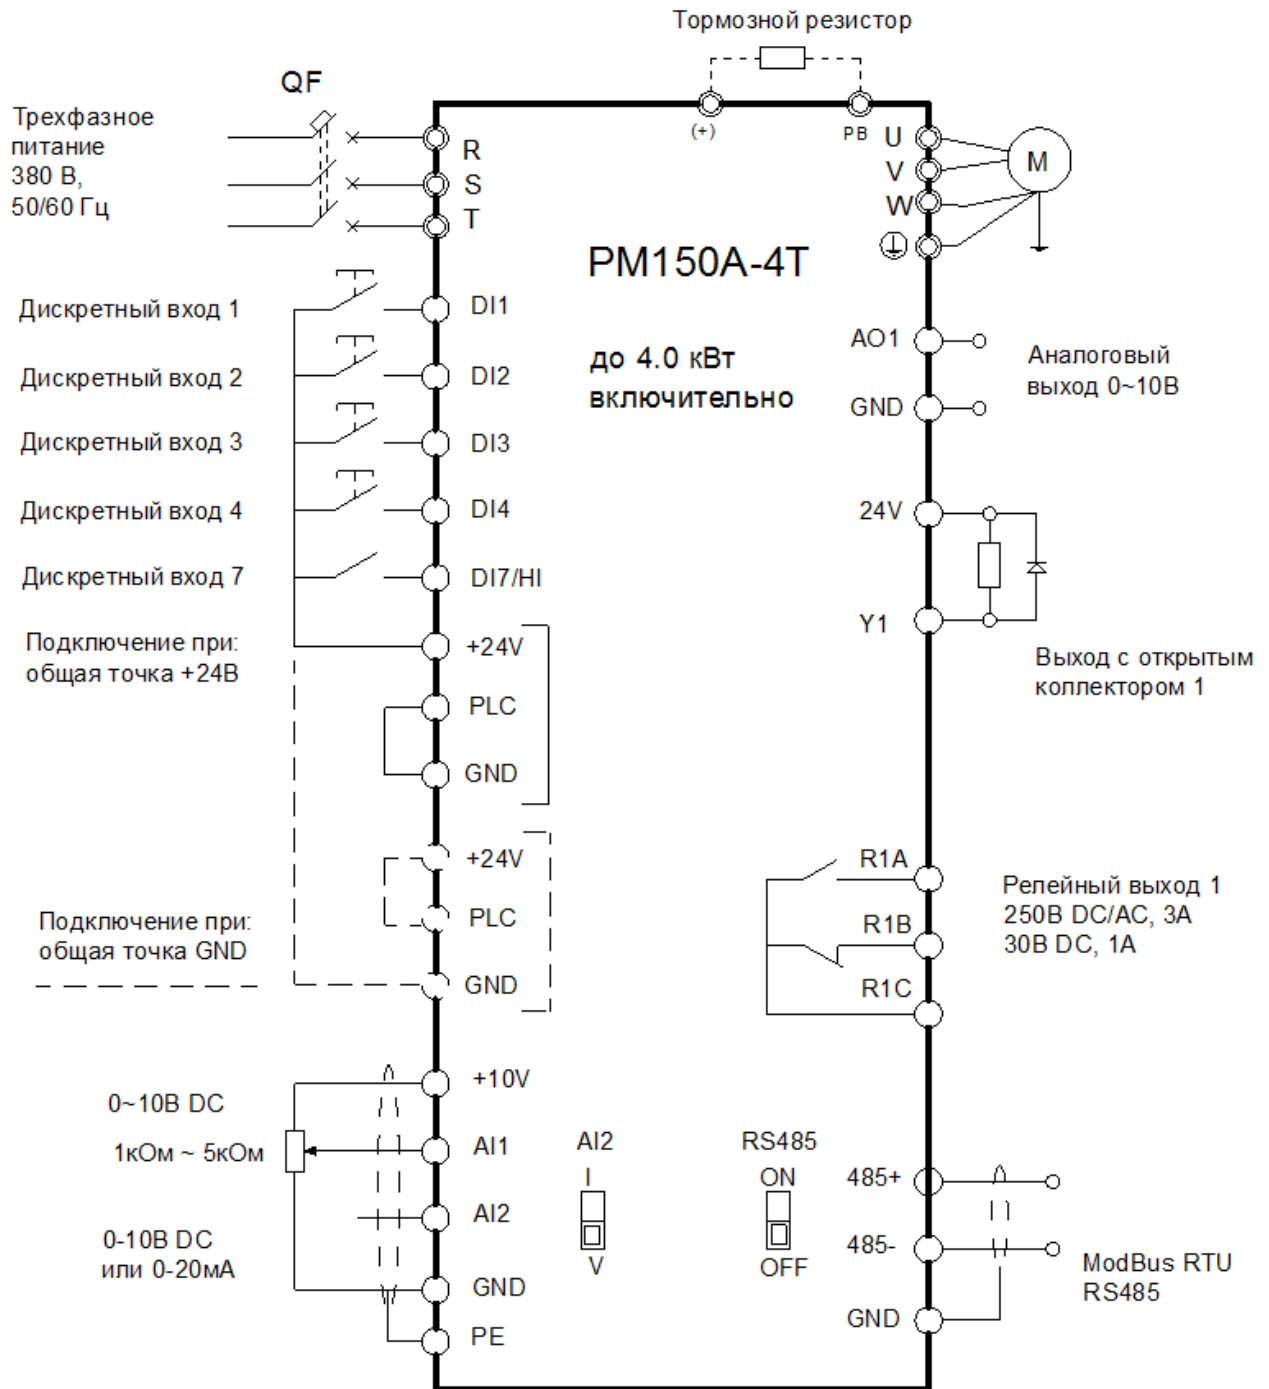 Тормозной резистор
QF
Трехфазное
питание
380 В,
50/60 Гц
(+)
PB
U
V
W
M
R
S
T
PM150A-4T
до 4.0 кВт
включительно
Дискретный вход 1
DI1
Дискретный вход 2
DI2
Дискретный вход 3
DI3
Дискретный вход 4
DI4
Дискретный вход 7
DI7/HI
AO1
GND
Аналоговый
выход 0~10В
24V
Y1
Выход с открытым
коллектором 1
Подключение при:
общая точка +24В
+24V
PLC
GND
+24V
PLC
GND
Подключение при:
общая точка GND
R1A
R1B
R1C
Релейный выход 1
250В DC/AC, 3А
30В DC, 1А
0~10В DC
1кОм ~ 5кОм
0-10В DC
или 0-20мА
+10V
AI1
AI2
GND
PE
AI2
I
V
RS485
ON
OFF
485+
485-
GND
ModBus RTU
RS485